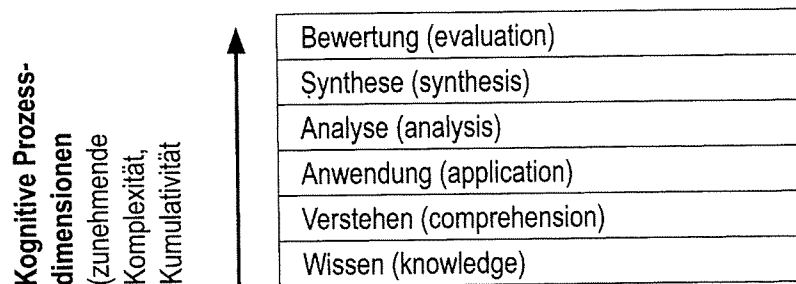 Kognitive Prozess-
dimensionen
(zunehmende
Komplexität,
Kumulativität
Bewertung (evaluation)
Synthese (synthesis)
Analyse (analysis)
Anwendung (application)
Verstehen (comprehension)
Wissen (knowledge)